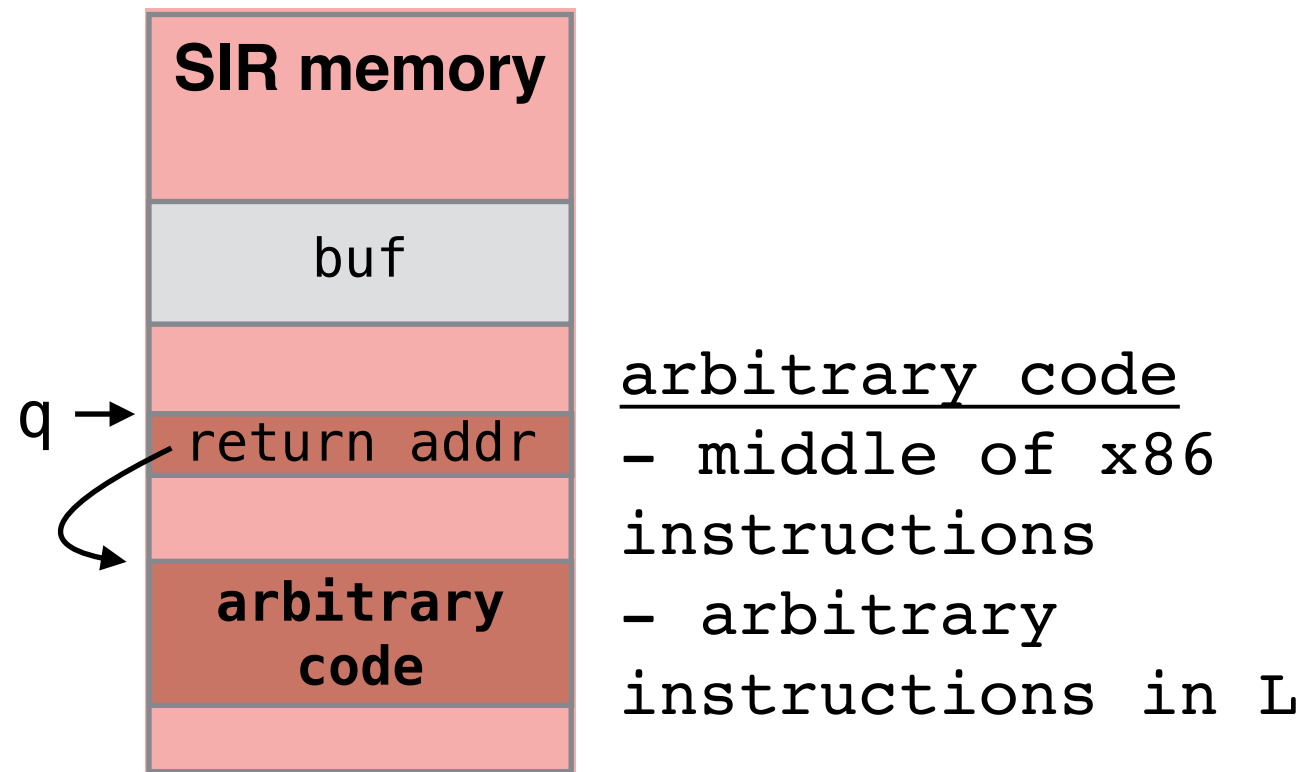 SIR memory
buf
q
return addr
arbitrary
code
arbitrary code
- middle of x86
instructions
- arbitrary
instructions in L